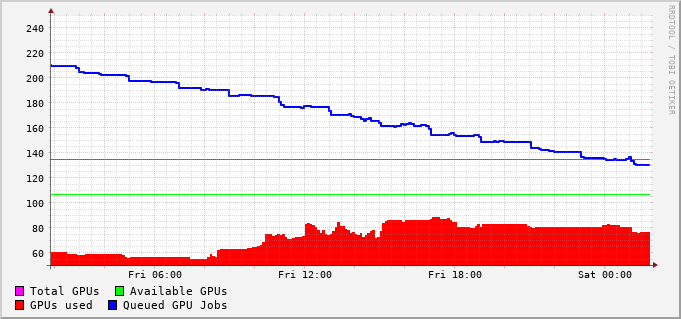 240
220
200
180
160
140
120
100
80
60
Fri 06:00 Fri 12:00 Fri 18:00 Sat 00:00
Total GPUs Available GPUs
GPUs used Queued GPU Jobs
RRDTOOL / TOBI OETIKER